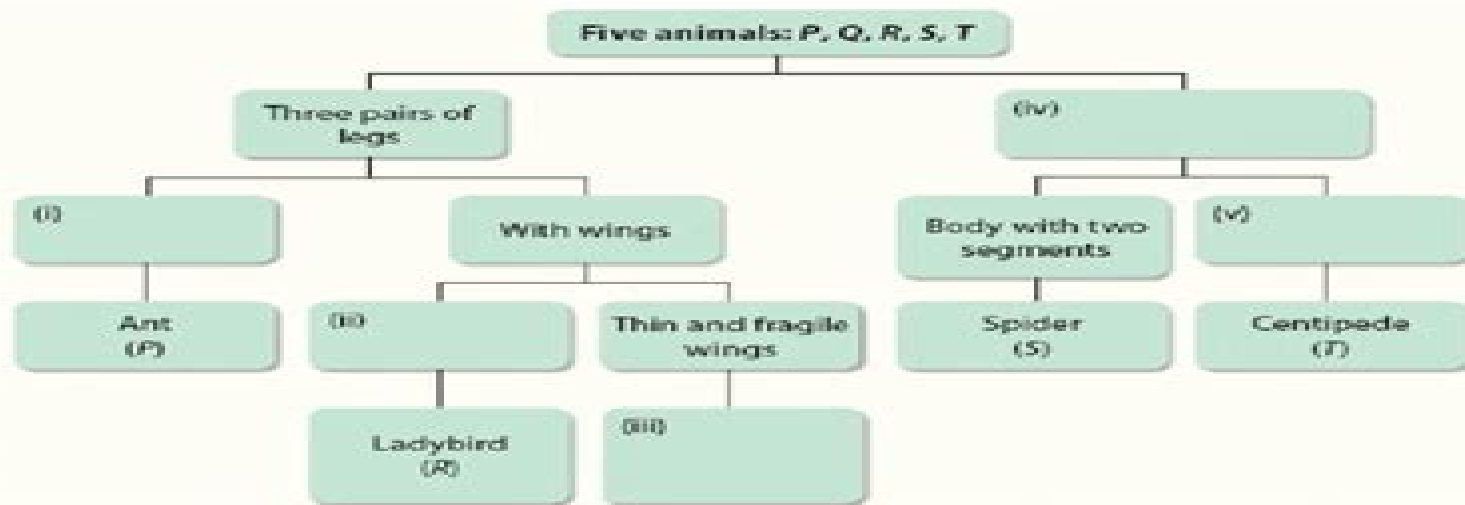 Five animals: P, Q, R, S, T
Three pairs of
legs
(iv)
(i)
With wings
Body with two
segments
(v)
Ant
(P)
(ii)
Thin and fragile
wings
Spider
(S)
Centipede
(T)
Ladybird
(R)
(iii)